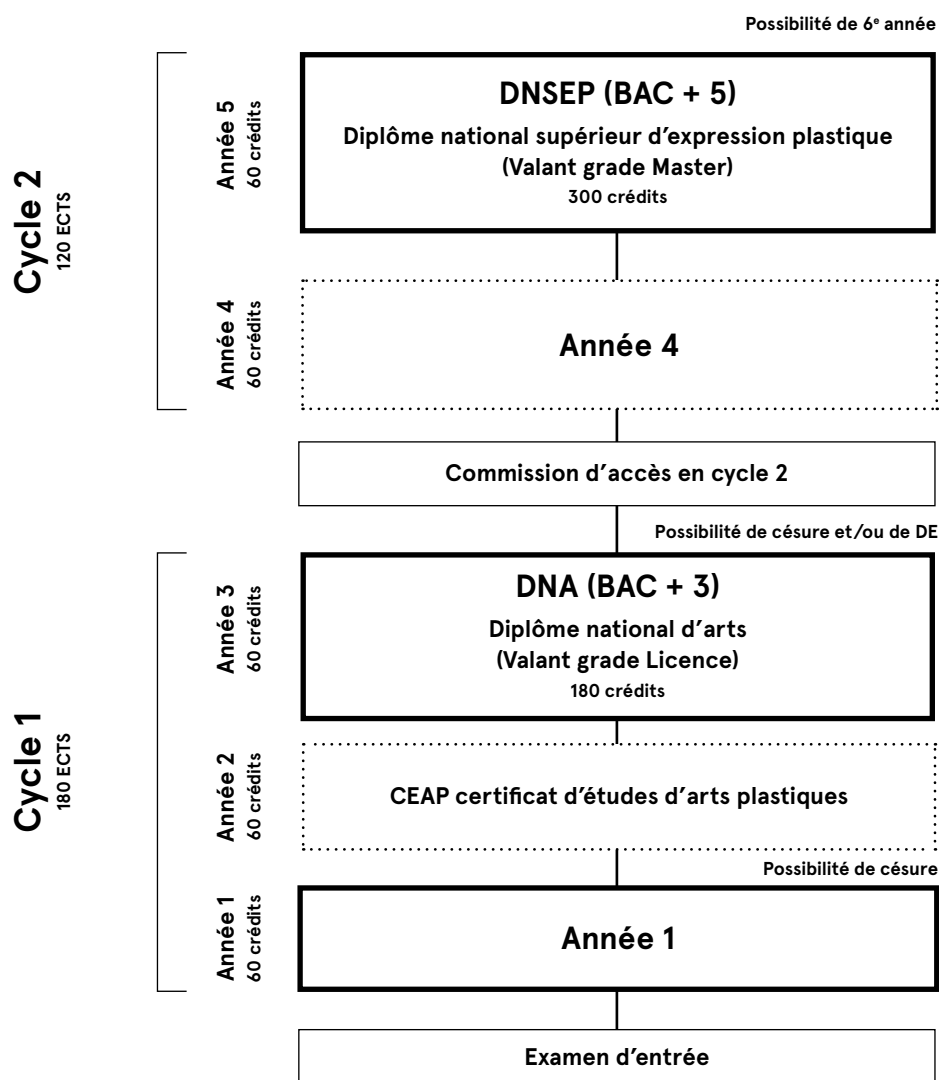 Possibilité de 6e année
Cycle 2
120 ECTS
Année 5
60 crédits
DNSEP (BAC + 5)
Diplôme national supérieur d’expression plastique
(Valant grade Master)
300 crédits
Année 4
60 crédits
Année 4
Commission d’accès en cycle 2
Possibilité de césure et/ou de DE
Cycle 1
180 ECTS
Année 3
60 crédits
DNA (BAC + 3)
Diplôme national d’arts
(Valant grade Licence)
180 crédits
Année 2
60 crédits
CEAP certificat d’études d’arts plastiques
Possibilité de césure
Année 1
60 crédits
Année 1
Examen d’entrée